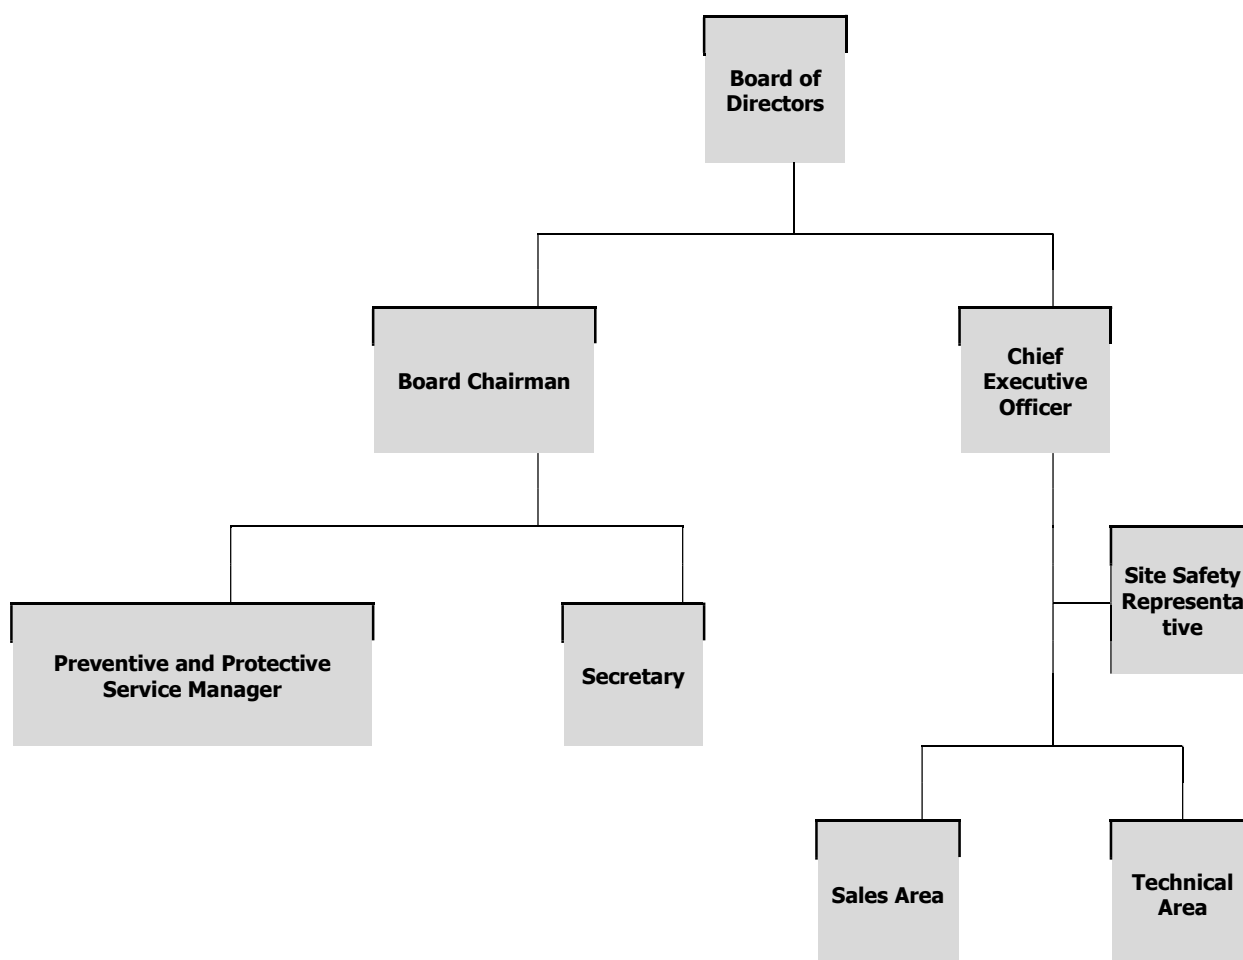 Board of
Directors
Board Chairman
Chief
Executive
Officer
Site Safety
Representa
tive
Preventive and Protective
Service Manager
Secretary
Sales Area
Technical
Area